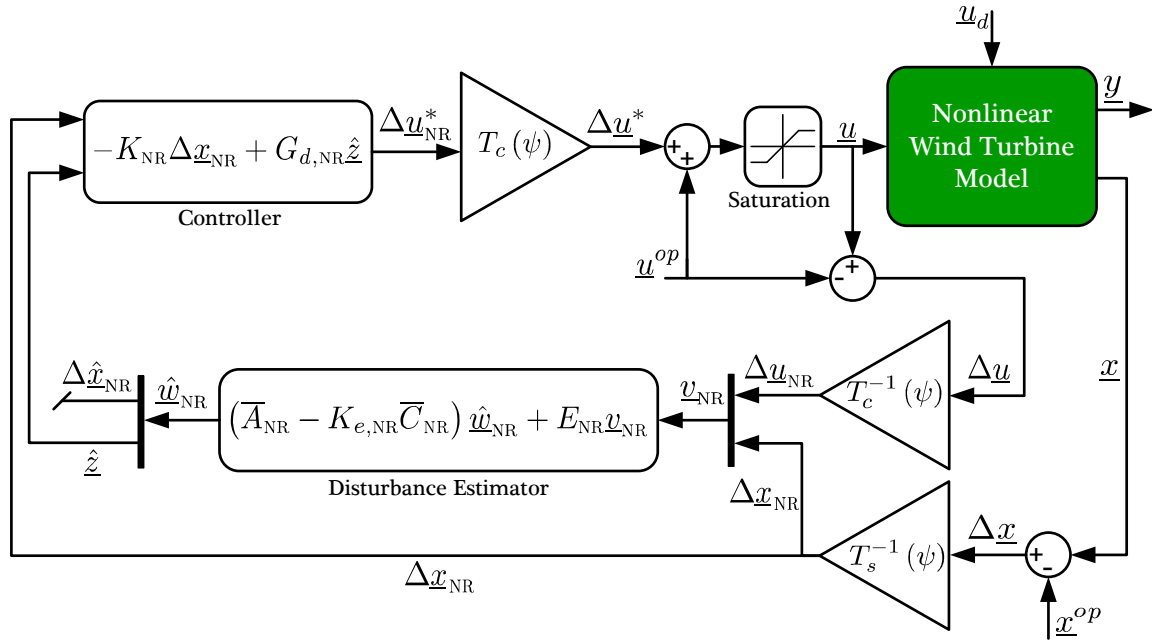 u_d
−K_NR Δx_NR + G_d,NR ẑ
Controller
Δu*_NR
T_c (ψ)
Δu*
+
+
Saturation
u
Nonlinear
Wind Turbine
Model
y
u^op
-
+
x
Δx̂_NR
ŵ_NR
ẑ
(A̅_NR − K_e,NR C̅_NR) ŵ_NR + E_NR v_NR
Disturbance Estimator
v_NR
Δu_NR
T_c^−1 (ψ)
Δu
Δx_NR
T_s^−1 (ψ)
Δx
+
-
Δx_NR
x^op